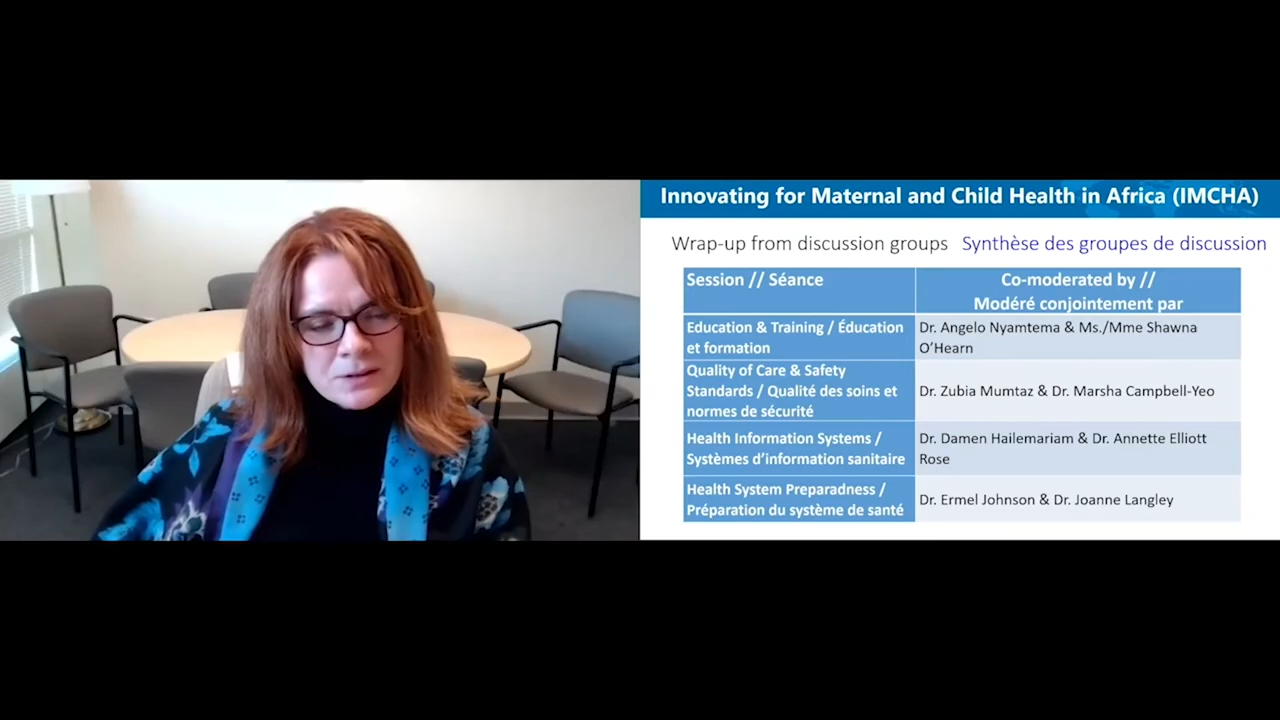 Innovating for Maternal and Child Health in Africa (IMCHA)
Wrap-up from discussion groups Synthèse des groupes de discussion
Session // Séance
Co-moderated by //
Modéré conjointement par
Education & Training / Éducation
et formation
Dr. Angelo Nyamtema & Ms./Mme Shawna
O'Hearn
Quality of Care & Safety
Standards / Qualité des soins et
normes de sécurité
Dr. Zubia Mumtaz & Dr. Marsha Campbell-Yeo
Health Information Systems /
Systèmes d'information sanitaire
Dr. Damen Hailemariam & Dr. Annette Elliott
Rose
Health System Preparadness /
Préparation du système de santé
Dr. Ermel Johnson & Dr. Joanne Langley